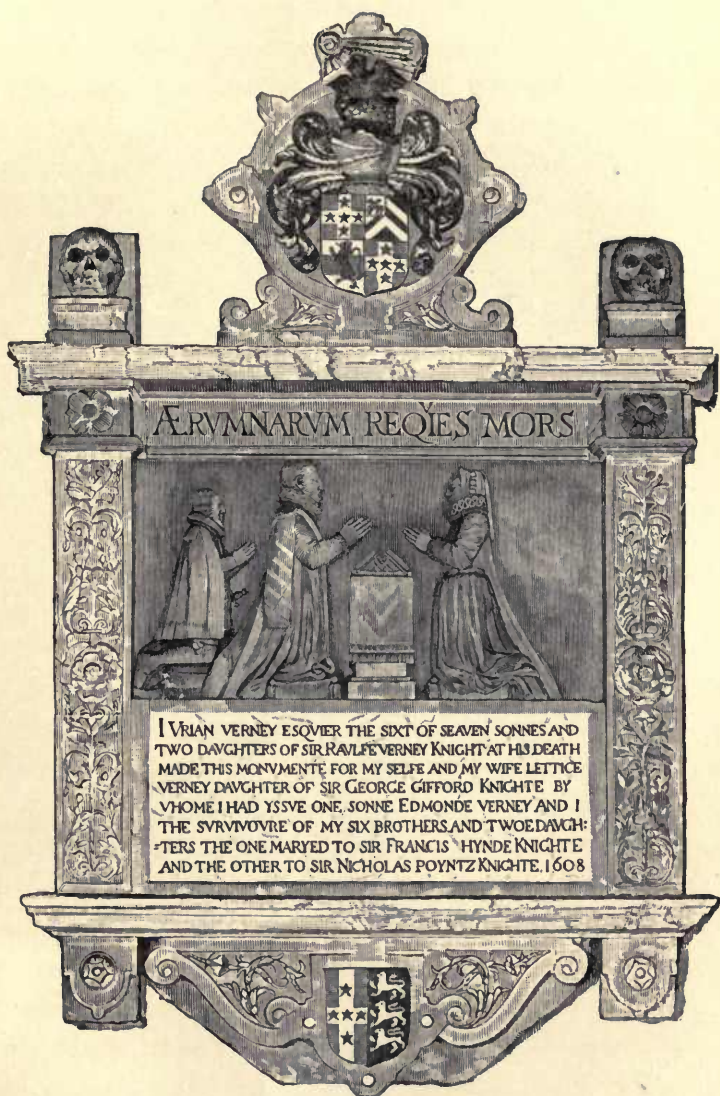 ÆRVMNARVM REQVIES MORS
I VRIAN VERNEY ESQVIER THE SIXT OF SEAVEN SONNES AND
TWO DAVGHTERS OF SIR RAVLFE VERNEY KNIGHT AT HIS DEATH
MADE THIS MONVMENTE FOR MY SELFE AND MY WIFE LETTICE
VERNEY DAVGHTER OF SIR GEORGE GIFFORD KNIGHTE BY
VHOME I HAD YSSVE ONE SONNE EDMONDE VERNEY AND I
THE SVRVIVOVRE OF MY SIX BROTHERS AND TWOE DAVGH:
=TERS THE ONE MARYED TO SIR FRANCIS HYNDE KNIGHTE
AND THE OTHER TO SIR NICHOLAS POYNTZ KNIGHTE. 1608